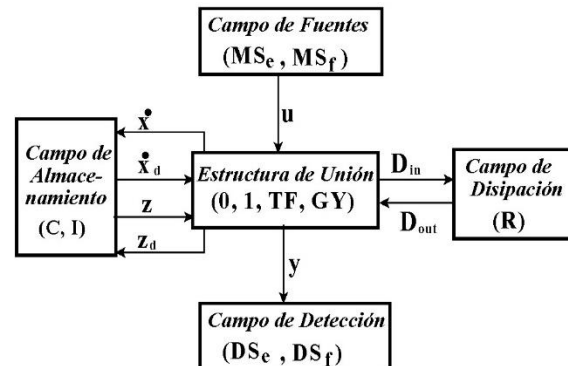 Campo de Fuentes
(MSe , MSf )
u
ẋ
ẋd
z
zd
Campo de
Almace-
namiento
(C, I)
Estructura de Unión
(0, 1, TF, GY)
Din
Dout
Campo de
Disipación
(R)
y
Campo de Detección
(DSe , DSf )